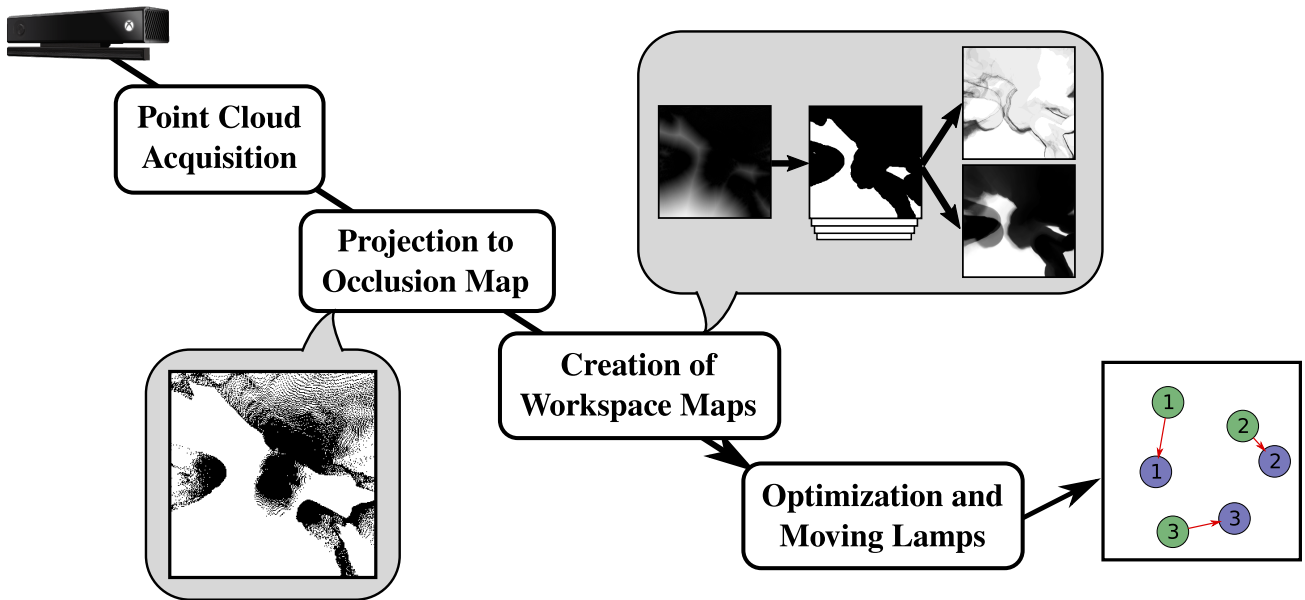 Point Cloud
Acquisition
Projection to
Occlusion Map
Creation of
Workspace Maps
Optimization and
Moving Lamps
1
2
1
2
3
3